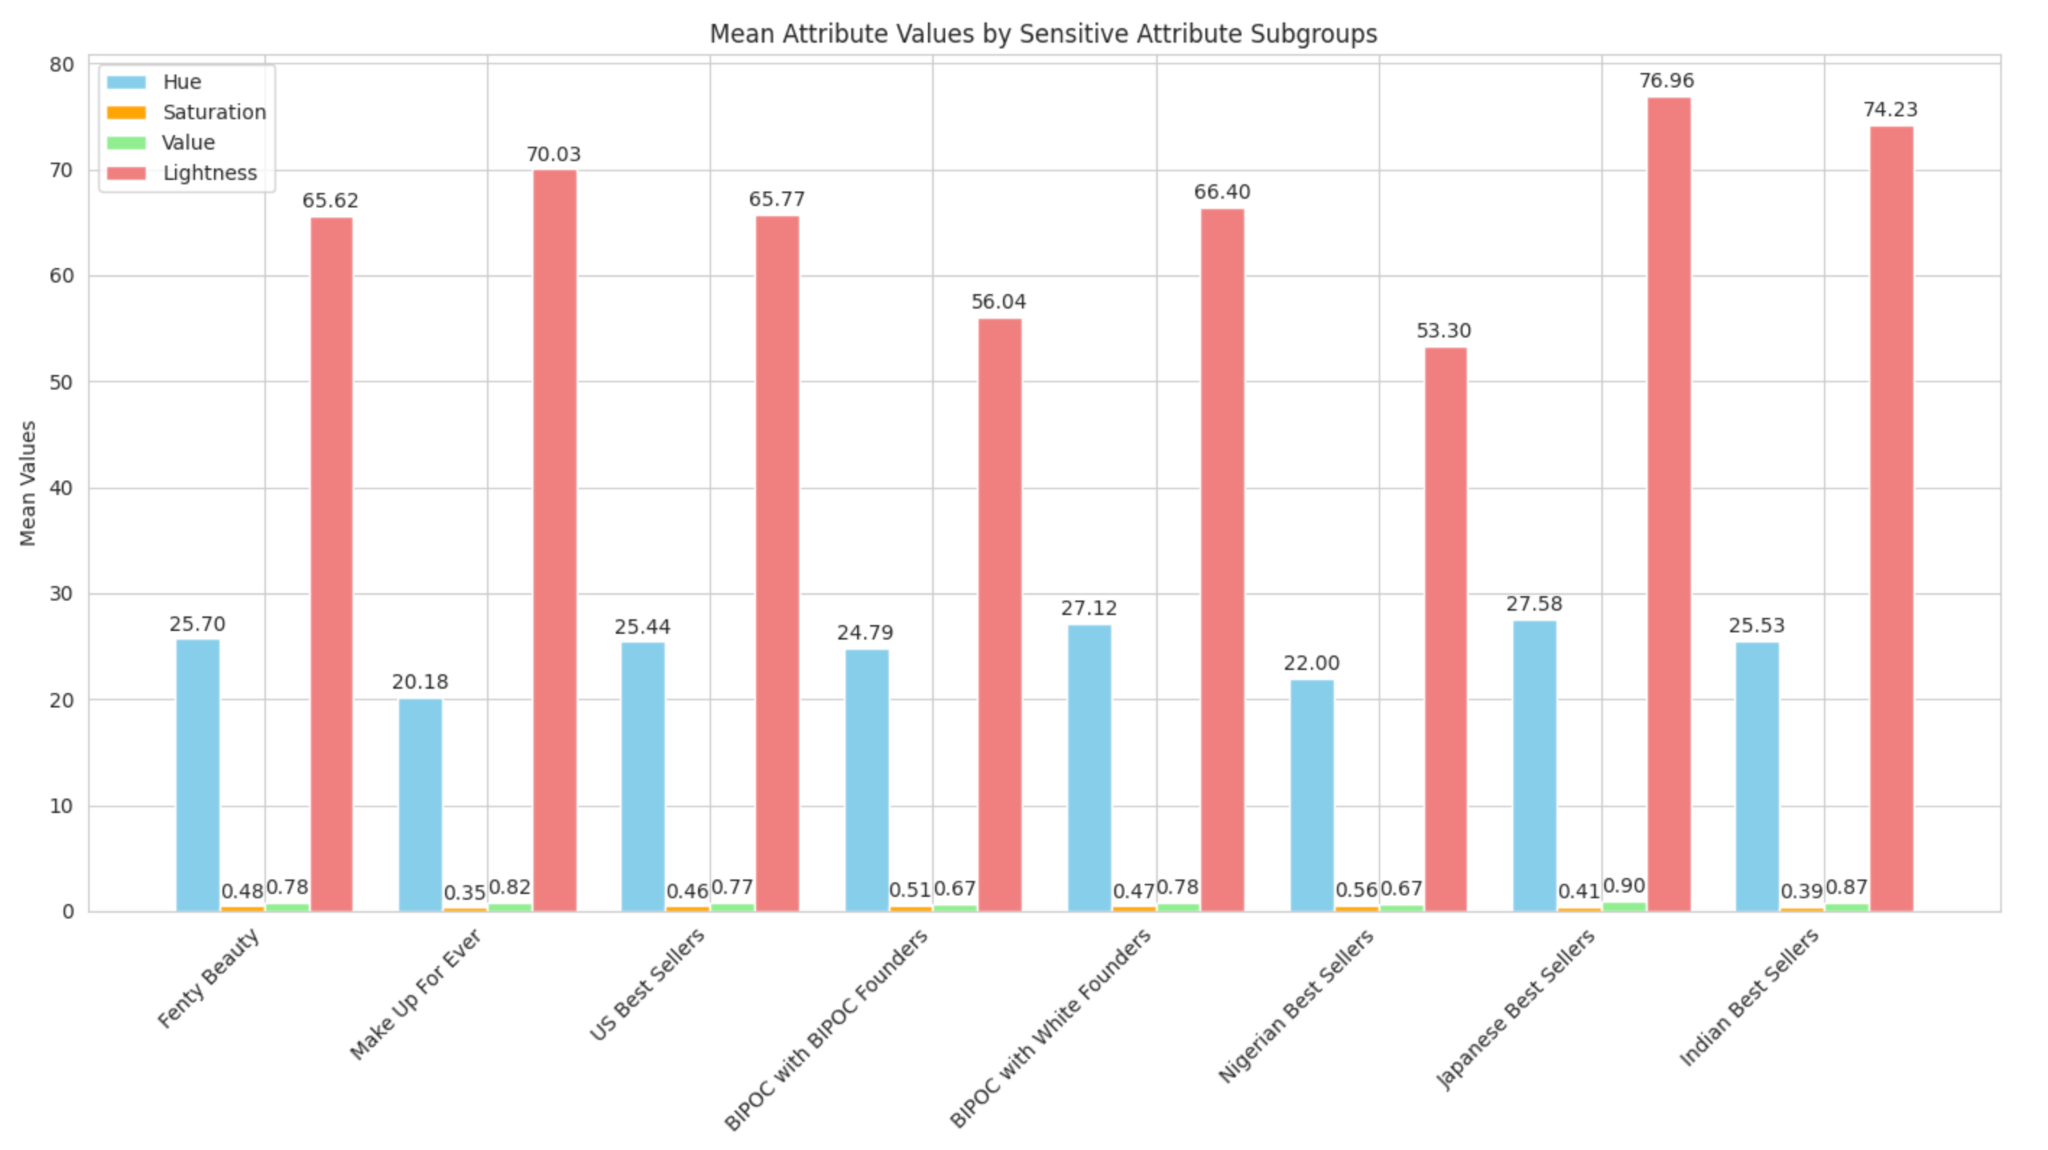 Mean Attribute Values by Sensitive Attribute Subgroups
Hue
Saturation
Value
Lightness
Mean Values
80
70
60
50
40
30
20
10
0
25.70
0.48
0.78
65.62
20.18
0.35
0.82
70.03
25.44
0.46
0.77
65.77
24.79
0.51
0.67
56.04
27.12
0.47
0.78
66.40
22.00
0.56
0.67
53.30
27.58
0.41
0.90
76.96
25.53
0.39
0.87
74.23
Fenty Beauty
Make Up For Ever
US Best Sellers
BIPOC with BIPOC Founders
BIPOC with White Founders
Nigerian Best Sellers
Japanese Best Sellers
Indian Best Sellers